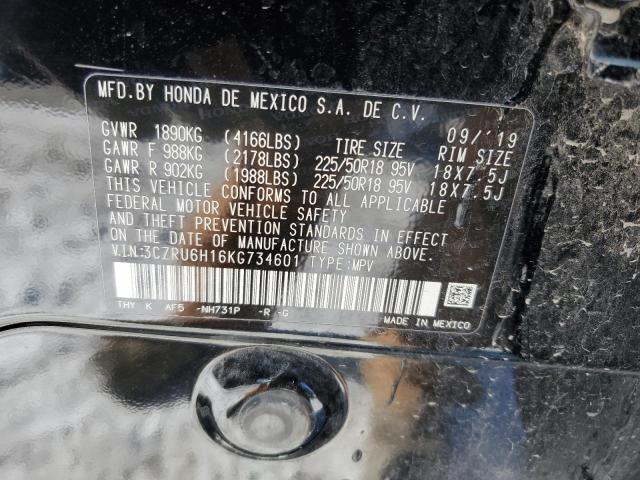 MFD.BY HONDA DE MEXICO S.A. DE C.V. 09/'19
GVWR 1890KG (4166LBS) TIRE SIZE RIM SIZE
GAWR F 988KG (2178LBS) 225/50R18 95V 18X7.5J
GAWR R 902KG (1988LBS) 225/50R18 95V 18X7.5J
THIS VEHICLE CONFORMS TO ALL APPLICABLE
FEDERAL MOTOR VEHICLE SAFETY
AND THEFT PREVENTION STANDARDS IN EFFECT
ON THE DATE OF MANUFACTURE SHOWN ABOVE.
V.I.N:3CZRU6H16KG734601 TYPE:MPV
THY K AF5 -NH731P -R -G
MADE IN MEXICO